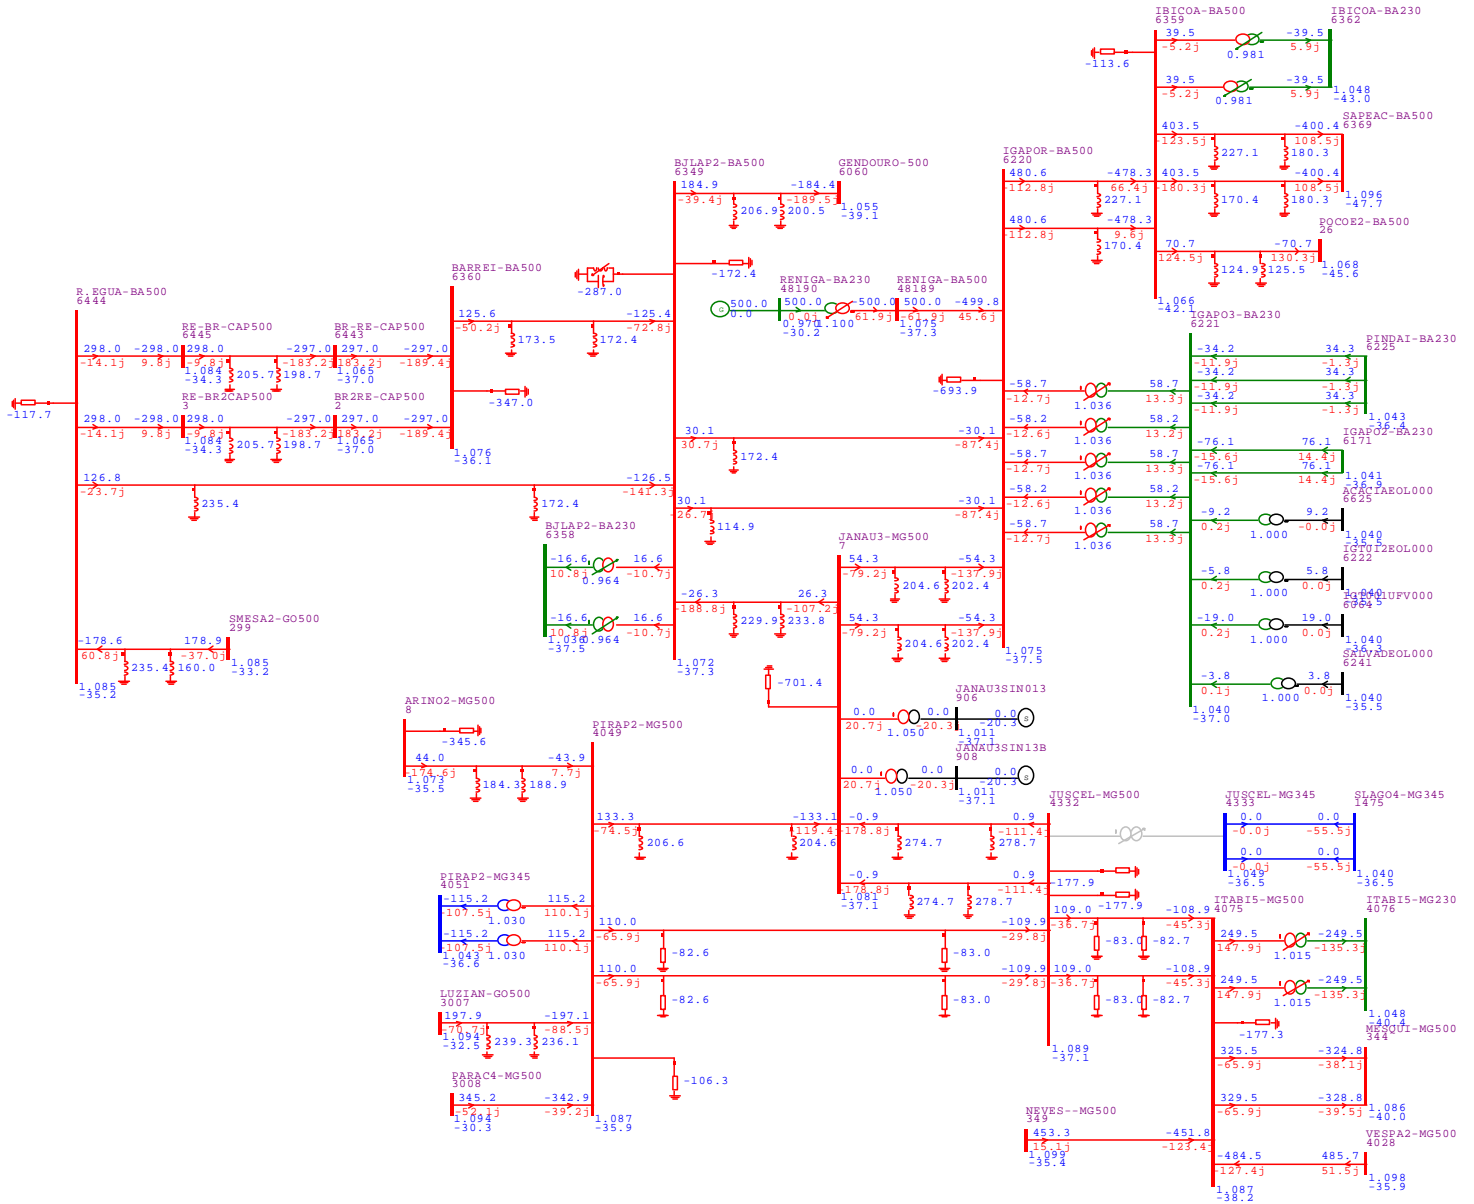 IBICOA-BA500
6359
IBICOA-BA230
6362
39.5
-5.2j
0.981
-39.5
5.9j
-113.6
39.5
-5.2j
0.981
-39.5
5.9j
1.048
-43.0
SAPEAC-BA500
6369
403.5
-123.5j
227.1
180.3
-400.4
108.5j
403.5
-180.3j
170.4
180.3
-400.4
108.5j
1.096
-47.7
POCOE2-BA500
26
70.7
124.5j
124.9
125.5
-70.7
130.3j
1.068
-45.6
1.066
-42.1
IGAPOR-BA500
6220
480.6
-112.8j
-478.3
66.4j
227.1
480.6
-112.8j
-478.3
9.6j
170.4
BJLAP2-BA500
6349
GENDOURO-500
6060
184.9
-39.4j
206.9
200.5
-184.4
-189.5j
1.055
-39.1
-172.4
-287.0
RENIGA-BA230
48190
RENIGA-BA500
48189
500.0
0.0
500.0
0.0j
0.970
-30.2
1.100
-500.0
61.9j
500.0
-61.9j
1.075
-37.3
-499.8
45.6j
-693.9
R.EGUA-BA500
6444
RE-BR-CAP500
6445
BR-RE-CAP500
6443
BARREI-BA500
6360
298.0
-14.1j
-298.0
9.8j
298.0
-9.8j
1.084
-34.3
205.7
198.7
-297.0
-183.2j
297.0
183.2j
1.065
-37.0
-297.0
-189.4j
125.6
-50.2j
173.5
172.4
-125.4
-72.8j
-117.7
-347.0
RE-BR2CAP500
3
BR2RE-CAP500
2
298.0
-14.1j
-298.0
9.8j
298.0
-9.8j
1.084
-34.3
205.7
198.7
-297.0
-183.2j
297.0
183.2j
1.065
-37.0
-297.0
-189.4j
1.076
-36.1
126.8
-23.7j
235.4
172.4
-126.5
-141.3j
30.1
30.7j
172.4
-30.1
-87.4j
30.1
-26.7j
114.9
-30.1
-87.4j
IGAPO3-BA230
6221
PINDAI-BA230
6225
-34.2
-11.9j
34.3
-1.3j
-34.2
-11.9j
34.3
-1.3j
-34.2
-11.9j
34.3
-1.3j
1.043
-36.4
-58.7
-12.7j
1.036
58.7
13.3j
-58.2
-12.6j
1.036
58.2
13.2j
-58.7
-12.7j
1.036
58.7
13.3j
-58.2
-12.6j
1.036
58.2
13.2j
-58.7
-12.7j
1.036
58.7
13.3j
IGAPO2-BA230
6171
-76.1
-15.6j
76.1
14.4j
-76.1
-15.6j
76.1
14.4j
1.041
-36.9
ACACIAEOL000
6625
-9.2
0.2j
1.000
9.2
-0.0j
1.040
-35.5
IGT012EOL000
6222
-5.8
0.2j
1.000
5.8
0.0j
-19.0
0.2j
1.000
19.0
0.0j
1.040
-36.3
SALVADEOL000
6241
-3.8
0.1j
1.000
3.8
0.0j
1.040
-35.5
1.040
-37.0
BJLAP2-BA230
6358
-16.6
10.8j
0.964
16.6
-10.7j
-16.6
10.8j
0.964
16.6
-10.7j
1.036
-37.5
-26.3
-188.8j
229.9
233.8
26.3
-107.2j
1.072
-37.3
JANAU3-MG500
7
54.3
-79.2j
204.6
202.4
-54.3
-137.9j
54.3
-79.2j
204.6
202.4
-54.3
-137.9j
1.075
-37.5
-701.4
SMESA2-GO500
299
-178.6
60.8j
235.4
160.0
178.9
-37.0j
1.085
-33.2
1.085
-35.2
JANAU3SIN013
906
0.0
20.7j
1.050
0.0
-20.3j
1.011
-37.1
0.0
-20.3
S
JANAU3SIN13B
908
0.0
20.7j
1.050
0.0
-20.3j
1.011
-37.1
0.0
-20.3
S
ARINO2-MG500
8
-345.6
44.0
-174.6j
1.073
-35.5
184.3
188.9
-43.9
7.7j
PIRAP2-MG500
4049
133.3
-74.5j
206.6
204.6
-133.1
-119.4j
-0.9
-178.8j
274.7
278.7
0.9
-111.4j
-0.9
-178.8j
274.7
278.7
0.9
-111.4j
1.081
-37.1
JUSCEL-MG500
4332
JUSCEL-MG345
4333
SLAGO4-MG345
1475
0.0
-0.0j
0.0
-55.5j
0.0
-0.0j
0.0
-55.5j
1.049
-36.5
1.040
-36.5
-177.9
-177.9
PIRAP2-MG345
4051
-115.2
-107.5j
1.030
115.2
110.1j
-115.2
-107.5j
1.030
115.2
110.1j
1.043
-36.6
110.0
-65.9j
-82.6
-83.0
-109.9
-29.8j
110.0
-65.9j
-82.6
-83.0
-109.9
-29.8j
109.0
-36.7j
-83.0
-82.7
-108.9
-45.3j
109.0
-36.7j
-83.0
-82.7
-108.9
-45.3j
ITABI5-MG500
4075
ITABI5-MG230
4076
249.5
147.9j
1.015
-249.5
-135.3j
249.5
147.9j
1.015
-249.5
-135.3j
1.048
-40.4
-177.3
MESQUI-MG500
344
325.5
-65.9j
-324.8
-38.1j
329.5
-65.9j
-328.8
-39.5j
1.086
-40.0
LUZIAN-GO500
3007
197.9
-70.7j
1.094
-32.5
239.3
236.1
-197.1
-88.5j
-106.3
PARAC4-MG500
3008
345.2
-52.1j
1.094
-30.3
-342.9
-39.2j
1.087
-35.9
1.089
-37.1
NEVES--MG500
349
453.3
15.1j
1.099
-35.4
-451.8
-123.4j
VESPA2-MG500
4028
-484.5
-127.4j
485.7
51.5j
1.098
-35.9
1.087
-38.2